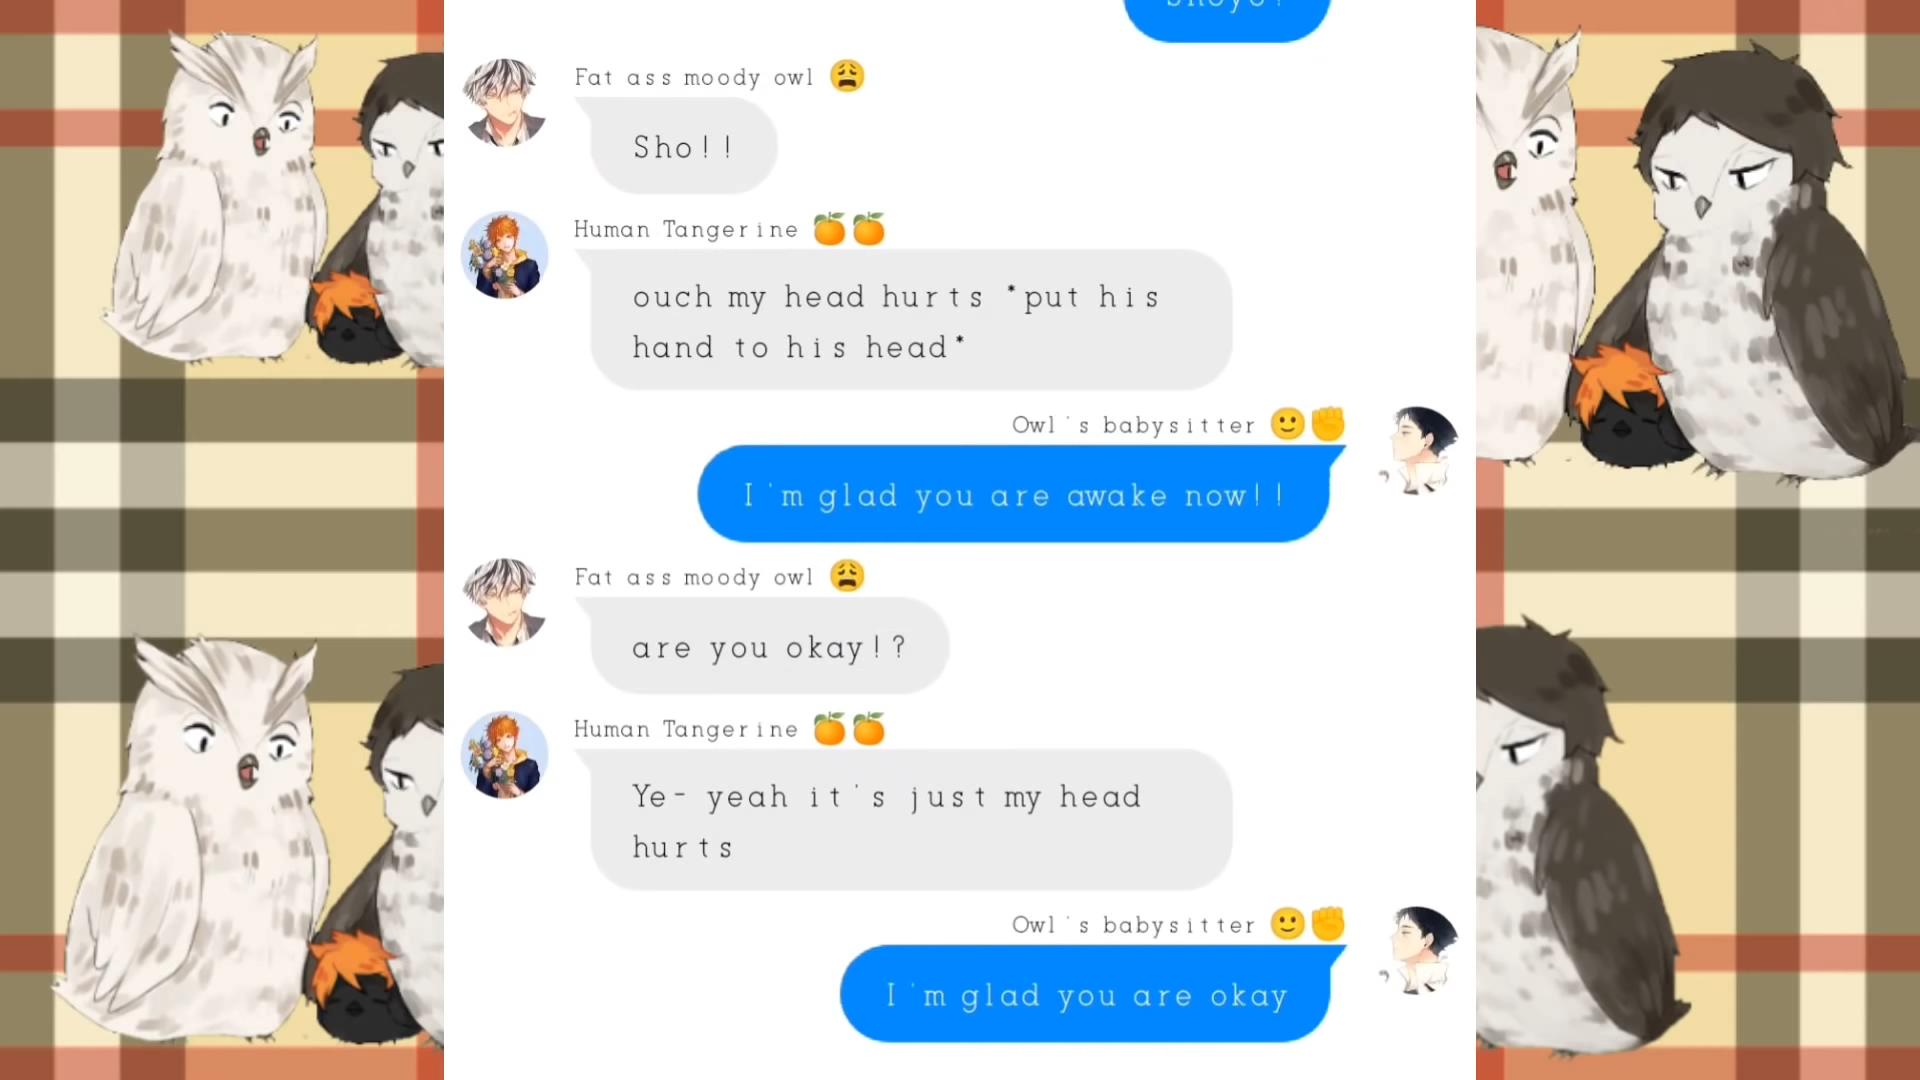 Shoyo!
Fat ass moody owl 😩
Sho!!
Human Tangerine 🍊🍊
ouch my head hurts *put his
hand to his head*
Owl's babysitter 🙂✊
I'm glad you are awake now!!
Fat ass moody owl 😩
are you okay!?
Human Tangerine 🍊🍊
Ye- yeah it's just my head
hurts
Owl's babysitter 🙂✊
I'm glad you are okay